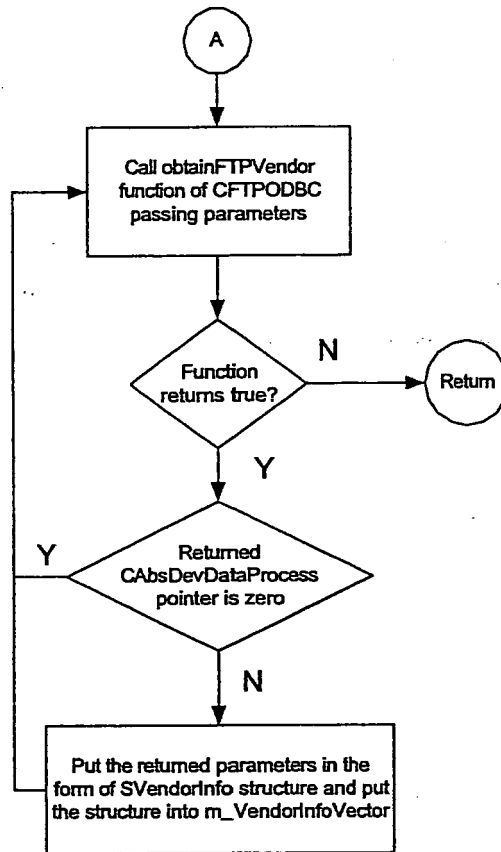 A
Call obtainFTPVendor
function of CFTPODBC
passing parameters
Function
returns true?
N
Return
Y
Returned
CAbsDevDataProcess
pointer is zero
Y
N
Put the returned parameters in the
form of SVendorInfo structure and put
the structure into m_VendorInfoVector